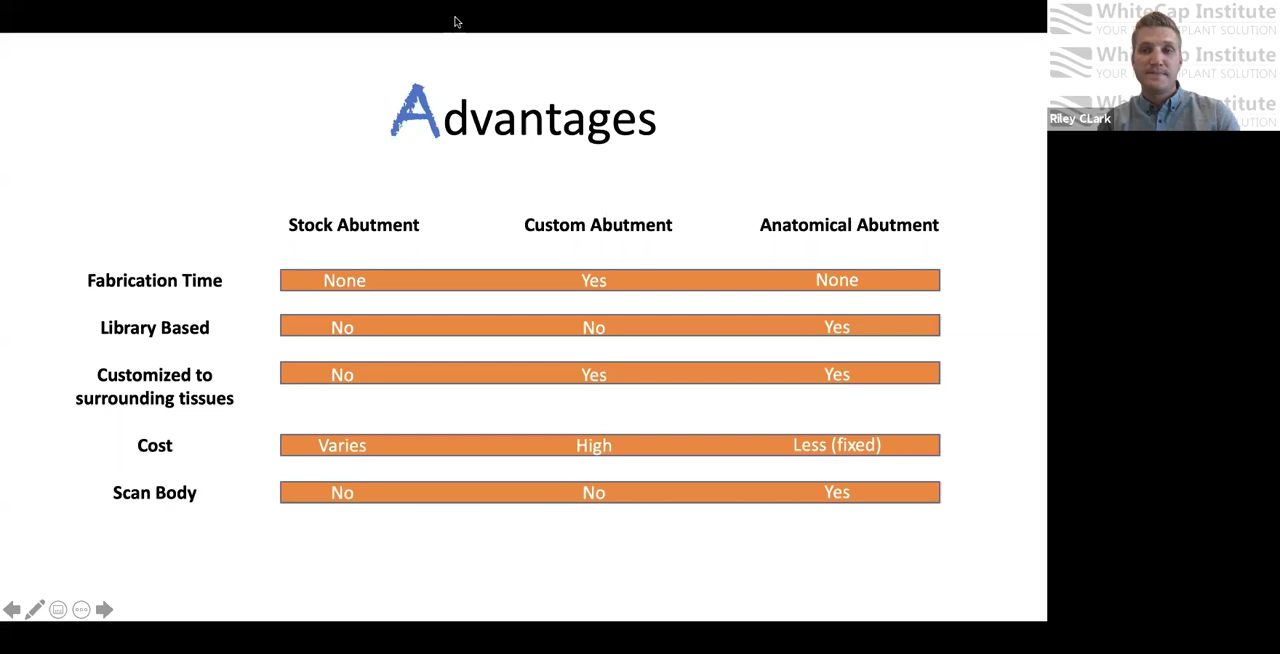 Advantages
Stock Abutment Custom Abutment Anatomical Abutment
Fabrication Time None Yes None
Library Based No No Yes
Customized to
surrounding tissues No Yes Yes
Cost Varies High Less (fixed)
Scan Body No No Yes
WhiteCap Institute
WhiteCap Institute
Riley CLark